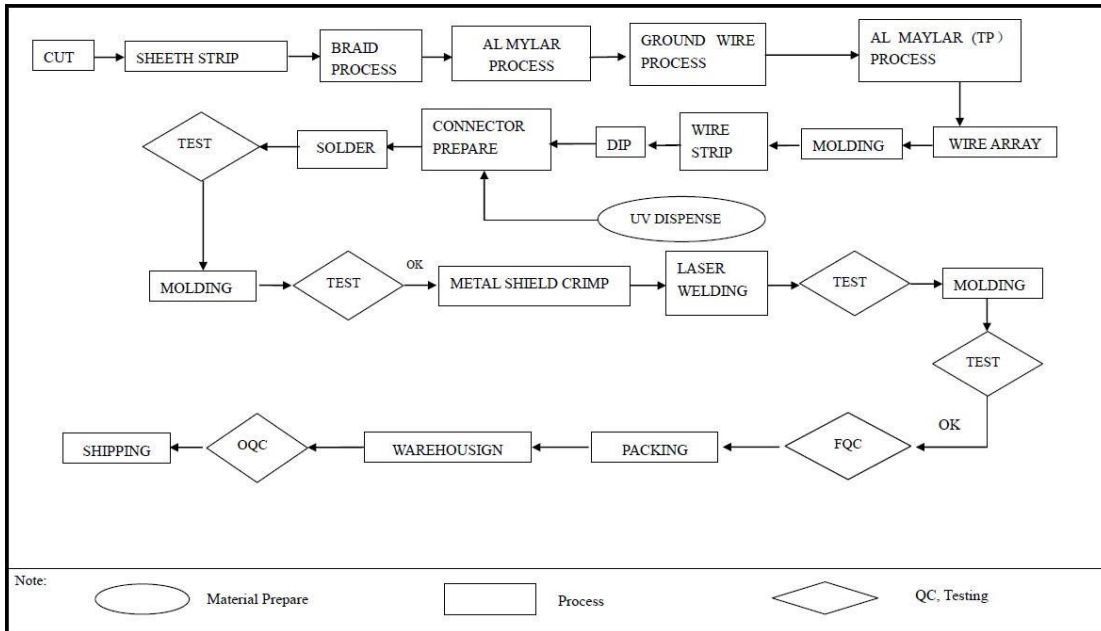 CUT
SHEETH STRIP
BRAID
PROCESS
AL MYLAR
PROCESS
GROUND WIRE
PROCESS
AL MAYLAR (TP)
PROCESS
WIRE ARRAY
MOLDING
WIRE
STRIP
DIP
CONNECTOR
PREPARE
SOLDER
TEST
UV DISPENSE
MOLDING
TEST
OK
METAL SHIELD CRIMP
LASER
WELDING
TEST
MOLDING
TEST
OK
FQC
PACKING
WAREHOUSIGN
OQC
SHIPPING
Note:
Material Prepare
Process
QC, Testing